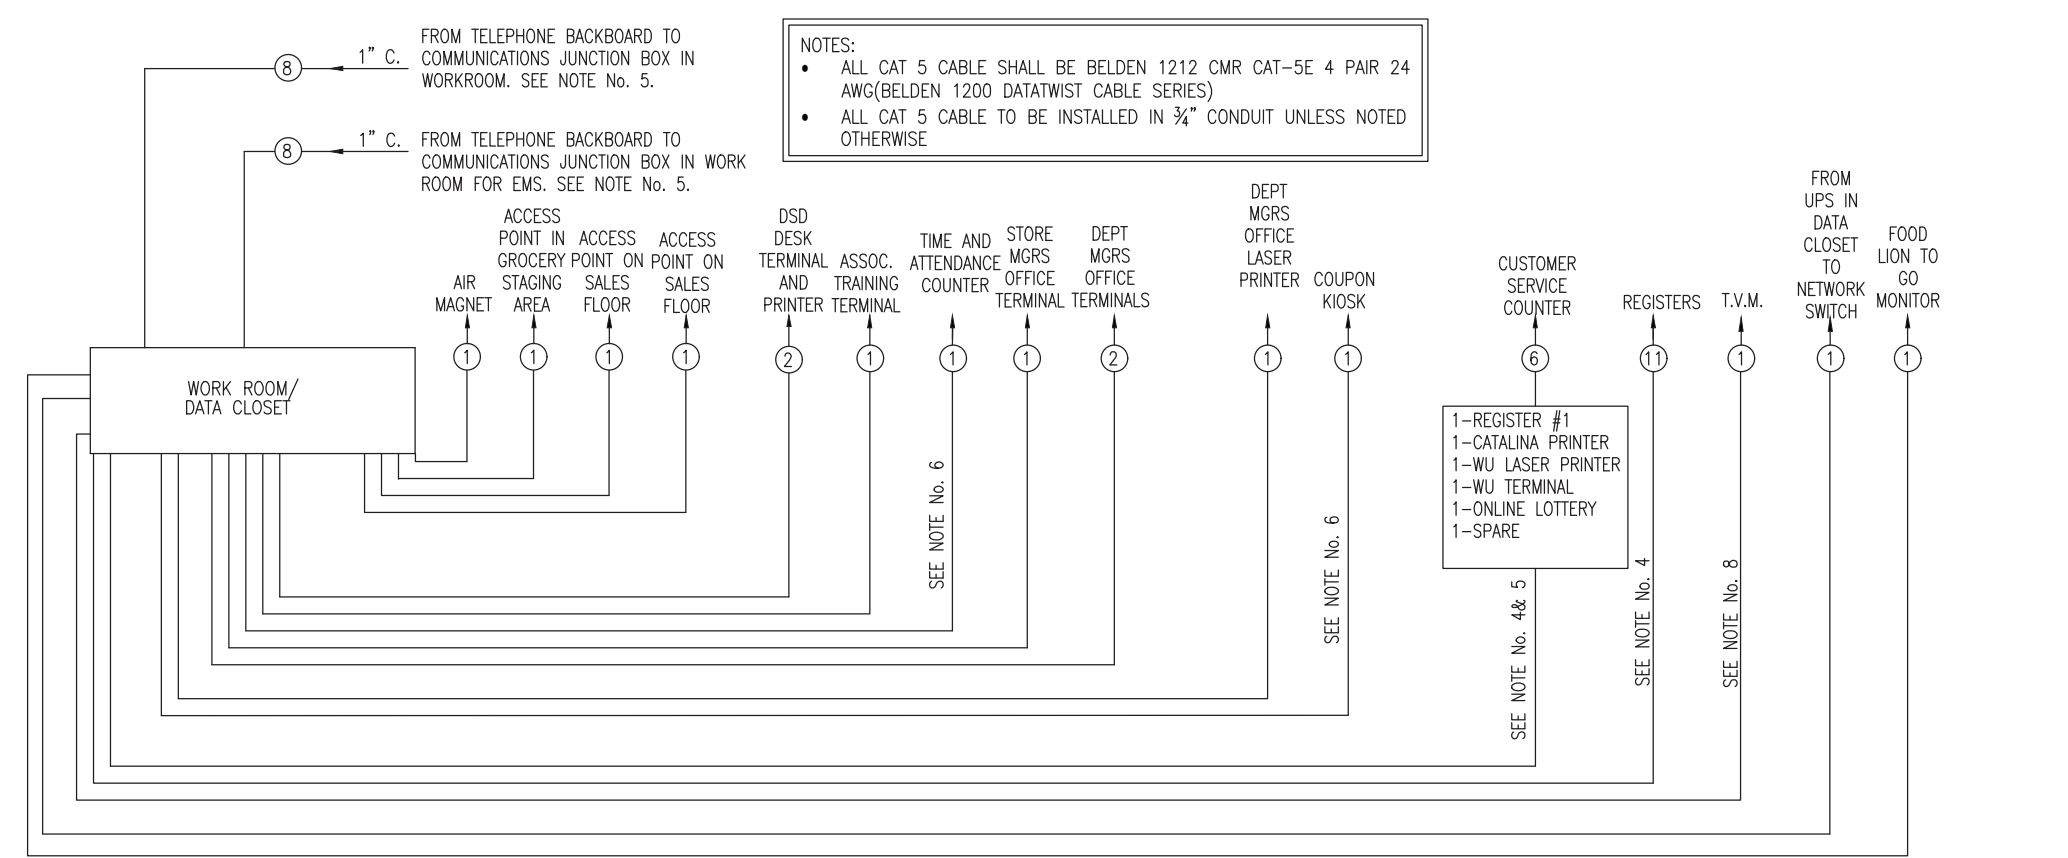 FROM TELEPHONE BACKBOARD TO
1" C.
COMMUNICATIONS JUNCTION BOX IN
8
WORKROOM. SEE NOTE No. 5.
NOTES:
• ALL CAT 5 CABLE SHALL BE BELDEN 1212 CMR CAT-5E 4 PAIR 24
AWG(BELDEN 1200 DATATWIST CABLE SERIES)
• ALL CAT 5 CABLE TO BE INSTALLED IN ¾" CONDUIT UNLESS NOTED
OTHERWISE
FROM TELEPHONE BACKBOARD TO
1" C.
8
COMMUNICATIONS JUNCTION BOX IN WORK
ROOM FOR EMS. SEE NOTE No. 5.
AIR
MAGNET
1
ACCESS
POINT IN
GROCERY
STAGING
AREA
1
ACCESS
POINT ON
SALES
FLOOR
1
ACCESS
POINT ON
SALES
FLOOR
1
DSD
DESK
TERMINAL
AND
PRINTER
2
ASSOC.
TRAINING
TERMINAL
1
TIME AND
ATTENDANCE
COUNTER
1
STORE
MGRS
OFFICE
TERMINAL
1
DEPT
MGRS
OFFICE
TERMINALS
2
DEPT
MGRS
OFFICE
LASER
PRINTER
1
COUPON
KIOSK
1
CUSTOMER
SERVICE
COUNTER
6
REGISTERS
11
T.V.M.
1
FROM
UPS IN
DATA
CLOSET
TO
NETWORK
SWITCH
1
FOOD
LION TO
GO
MONITOR
1
WORK ROOM/
DATA CLOSET
1-REGISTER #1
1-CATALINA PRINTER
1-WU LASER PRINTER
1-WU TERMINAL
1-ONLINE LOTTERY
1-SPARE
SEE NOTE No. 6
SEE NOTE No. 6
SEE NOTE No. 4& 5
SEE NOTE No. 4
SEE NOTE No. 8